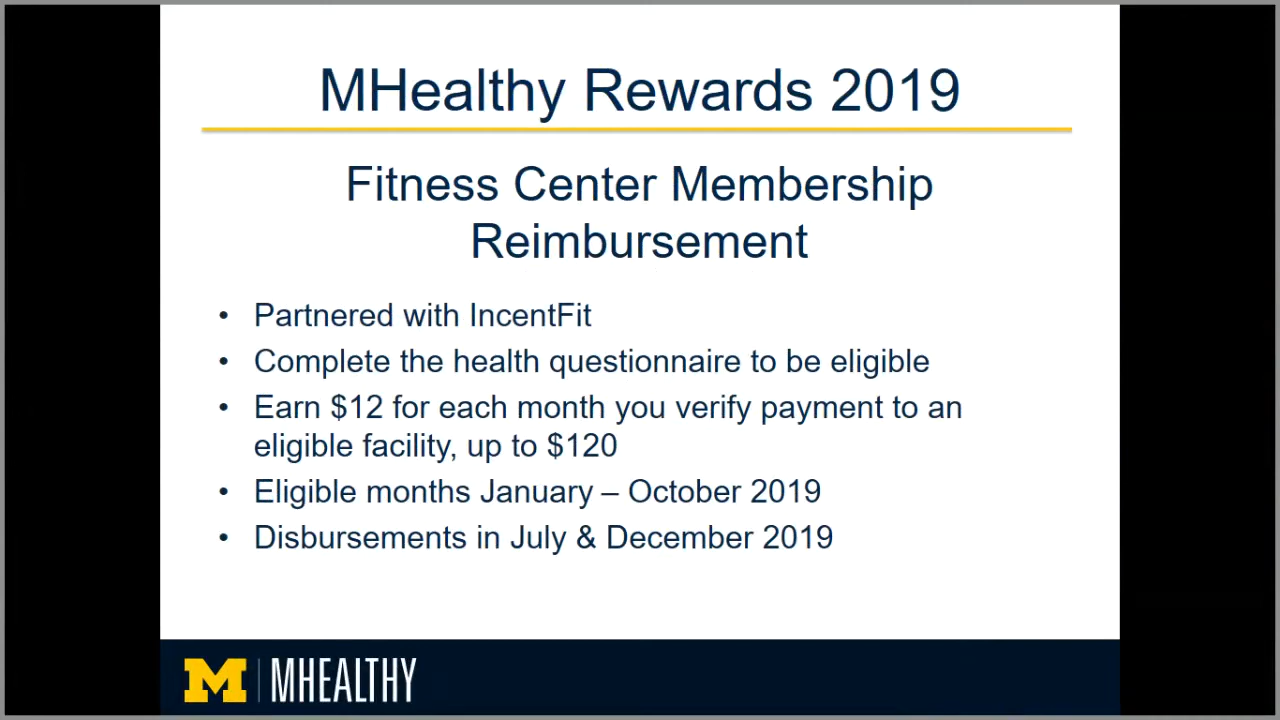 MHealthy Rewards 2019
Fitness Center Membership
Reimbursement
• Partnered with IncentFit
• Complete the health questionnaire to be eligible
• Earn $12 for each month you verify payment to an
eligible facility, up to $120
• Eligible months January – October 2019
• Disbursements in July & December 2019
M | MHEALTHY